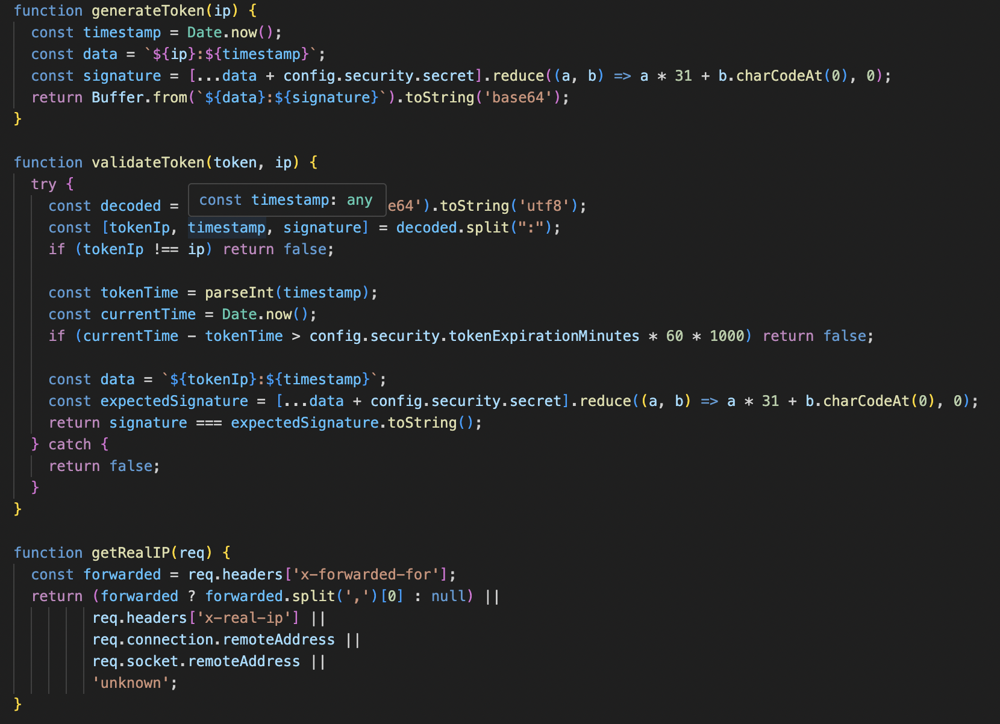 function generateToken(ip) {
  const timestamp = Date.now();
  const data = `${ip}:${timestamp}`;
  const signature = [...data + config.security.secret].reduce((a, b) => a * 31 + b.charCodeAt(0), 0);
  return Buffer.from(`${data}:${signature}`).toString('base64');
}

function validateToken(token, ip) {
  try {
    const decoded = const timestamp: any e64').toString('utf8');
    const [tokenIp, timestamp, signature] = decoded.split(":");
    if (tokenIp !== ip) return false;

    const tokenTime = parseInt(timestamp);
    const currentTime = Date.now();
    if (currentTime - tokenTime > config.security.tokenExpirationMinutes * 60 * 1000) return false;

    const data = `${tokenIp}:${timestamp}`;
    const expectedSignature = [...data + config.security.secret].reduce((a, b) => a * 31 + b.charCodeAt(0), 0);
    return signature === expectedSignature.toString();
  } catch {
    return false;
  }
}

function getRealIP(req) {
  const forwarded = req.headers['x-forwarded-for'];
  return (forwarded ? forwarded.split(',')[0] : null) ||
         req.headers['x-real-ip'] ||
         req.connection.remoteAddress ||
         req.socket.remoteAddress ||
         'unknown';
}